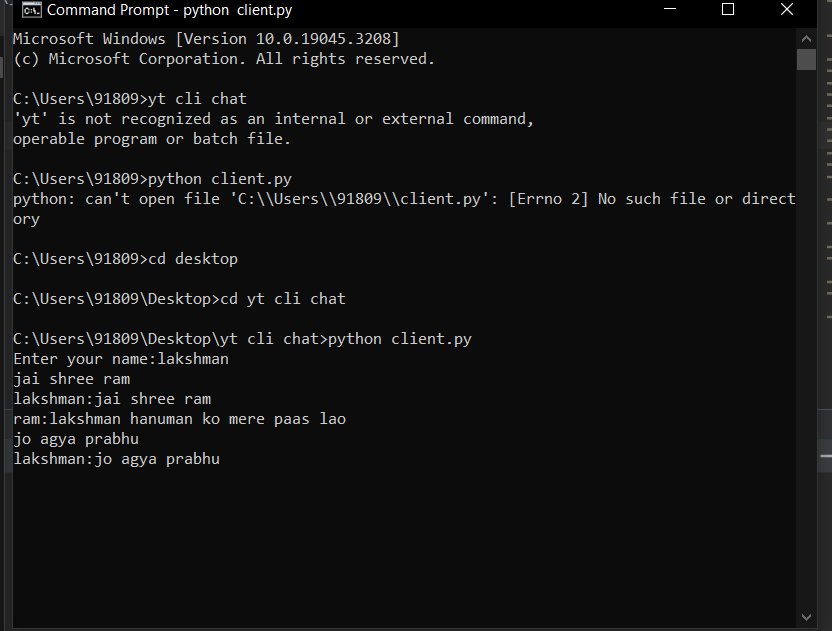 Command Prompt - python  client.py
Microsoft Windows [Version 10.0.19045.3208]
(c) Microsoft Corporation. All rights reserved.
C:\Users\91809>yt cli chat
'yt' is not recognized as an internal or external command,
operable program or batch file.
C:\Users\91809>python client.py
python: can't open file 'C:\\Users\\91809\\client.py': [Errno 2] No such file or direct
ory
C:\Users\91809>cd desktop
C:\Users\91809\Desktop>cd yt cli chat
C:\Users\91809\Desktop\yt cli chat>python client.py
Enter your name:lakshman
jai shree ram
lakshman:jai shree ram
ram:lakshman hanuman ko mere paas lao
jo agya prabhu
lakshman:jo agya prabhu